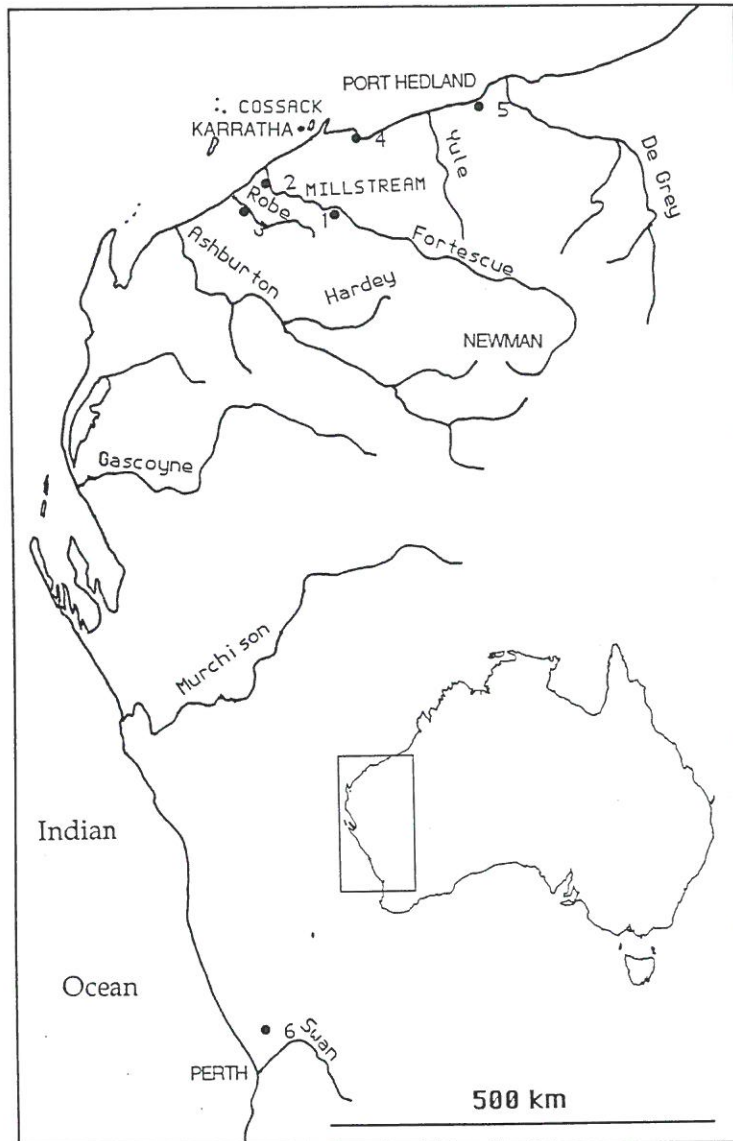 PORT HEDLAND
COSSACK
KARRATHA
4
5
Yule
De Grey
2
MILLSTREAM
Robe
1
3
Ashburton
Fortescue
Hardey
NEWMAN
Gascoyne
Murchison
Indian
Ocean
6
Swan
PERTH
500 km